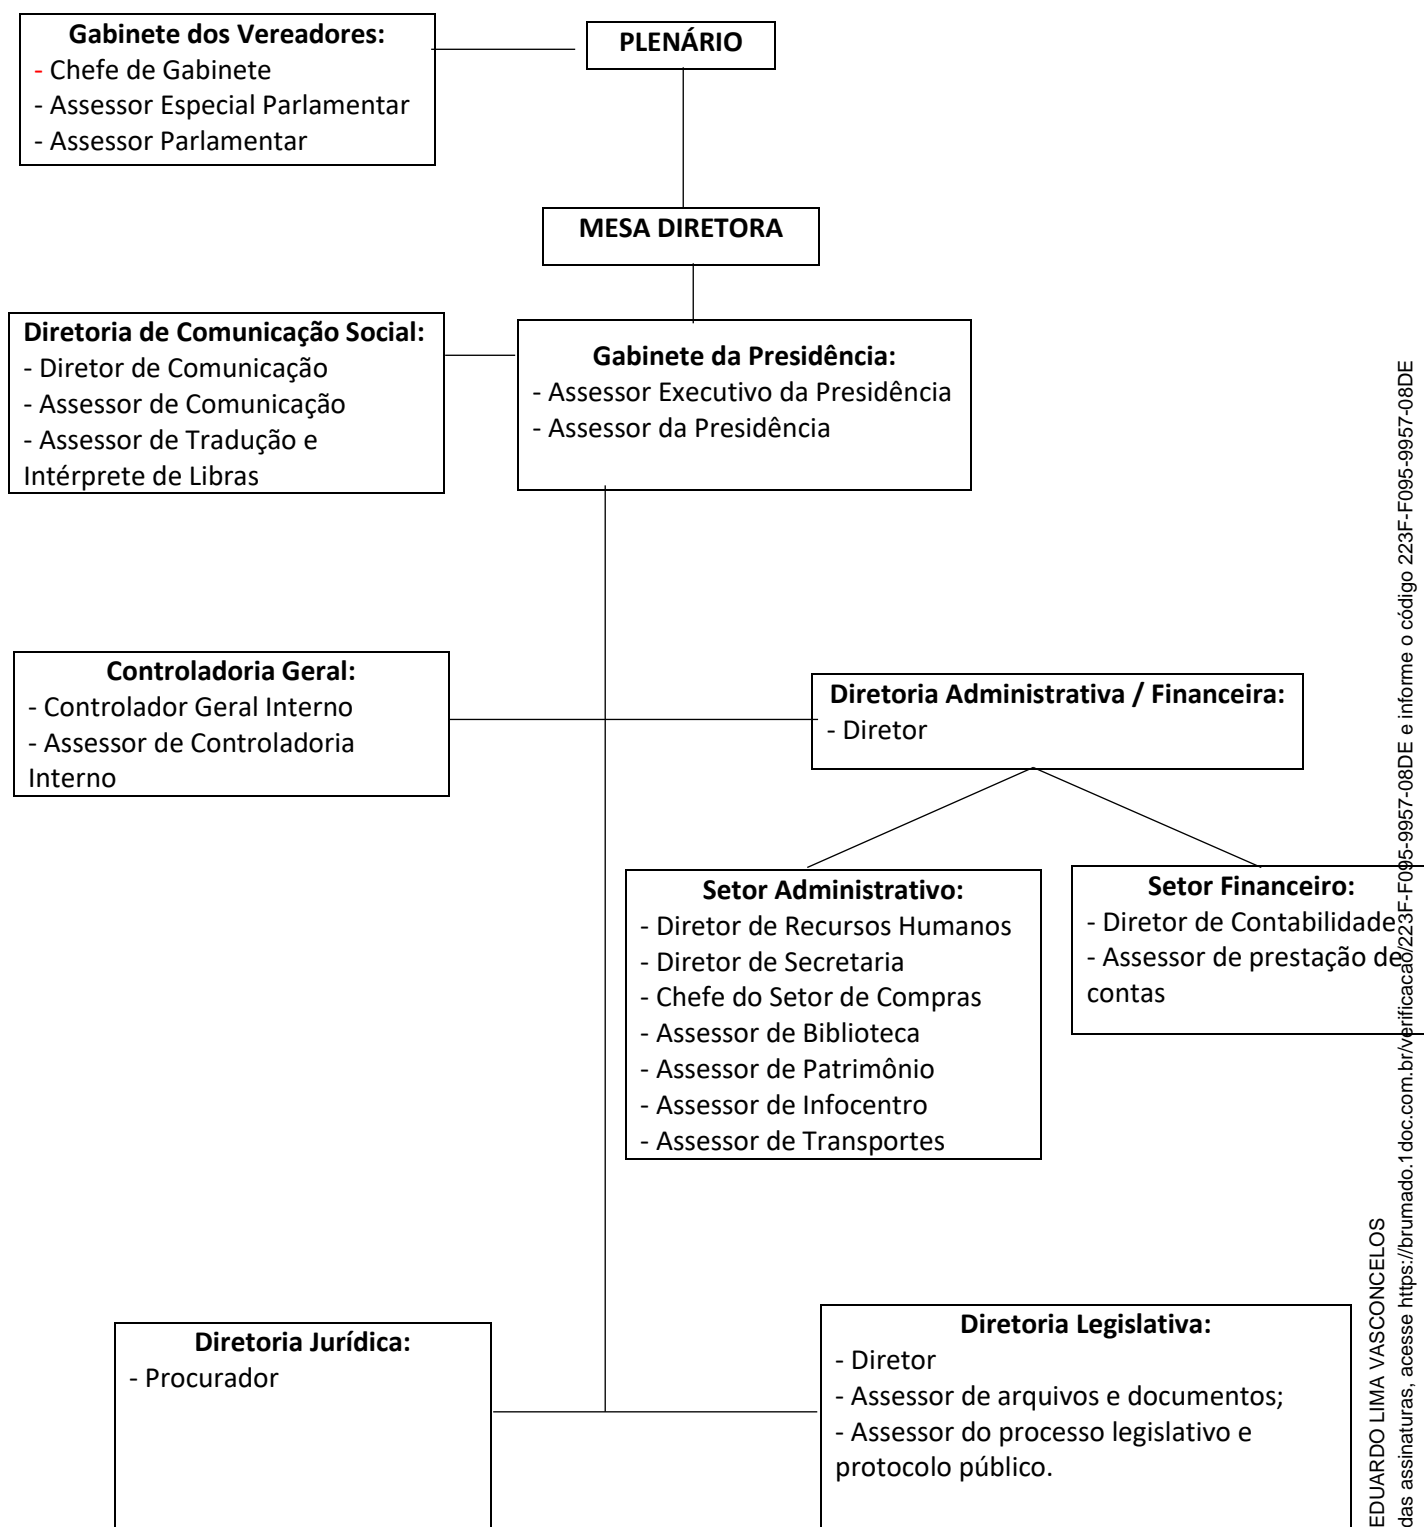 Gabinete dos Vereadores:
- Chefe de Gabinete
- Assessor Especial Parlamentar
- Assessor Parlamentar
PLENÁRIO
MESA DIRETORA
Diretoria de Comunicação Social:
- Diretor de Comunicação
- Assessor de Comunicação
- Assessor de Tradução e
Intérprete de Libras
Gabinete da Presidência:
- Assessor Executivo da Presidência
- Assessor da Presidência
Controladoria Geral:
- Controlador Geral Interno
- Assessor de Controladoria
Interno
Diretoria Administrativa / Financeira:
- Diretor
Setor Administrativo:
- Diretor de Recursos Humanos
- Diretor de Secretaria
- Chefe do Setor de Compras
- Assessor de Biblioteca
- Assessor de Patrimônio
- Assessor de Infocentro
- Assessor de Transportes
Setor Financeiro:
- Diretor de Contabilidade
- Assessor de prestação de
contas
Diretoria Jurídica:
- Procurador
Diretoria Legislativa:
- Diretor
- Assessor de arquivos e documentos;
- Assessor do processo legislativo e
protocolo público.
EDUARDO LIMA VASCONCELOS
das assinaturas, acesse https://brumado.1doc.com.br/verificacao/223F-F095-9957-08DE e informe o código 223F-F095-9957-08DE